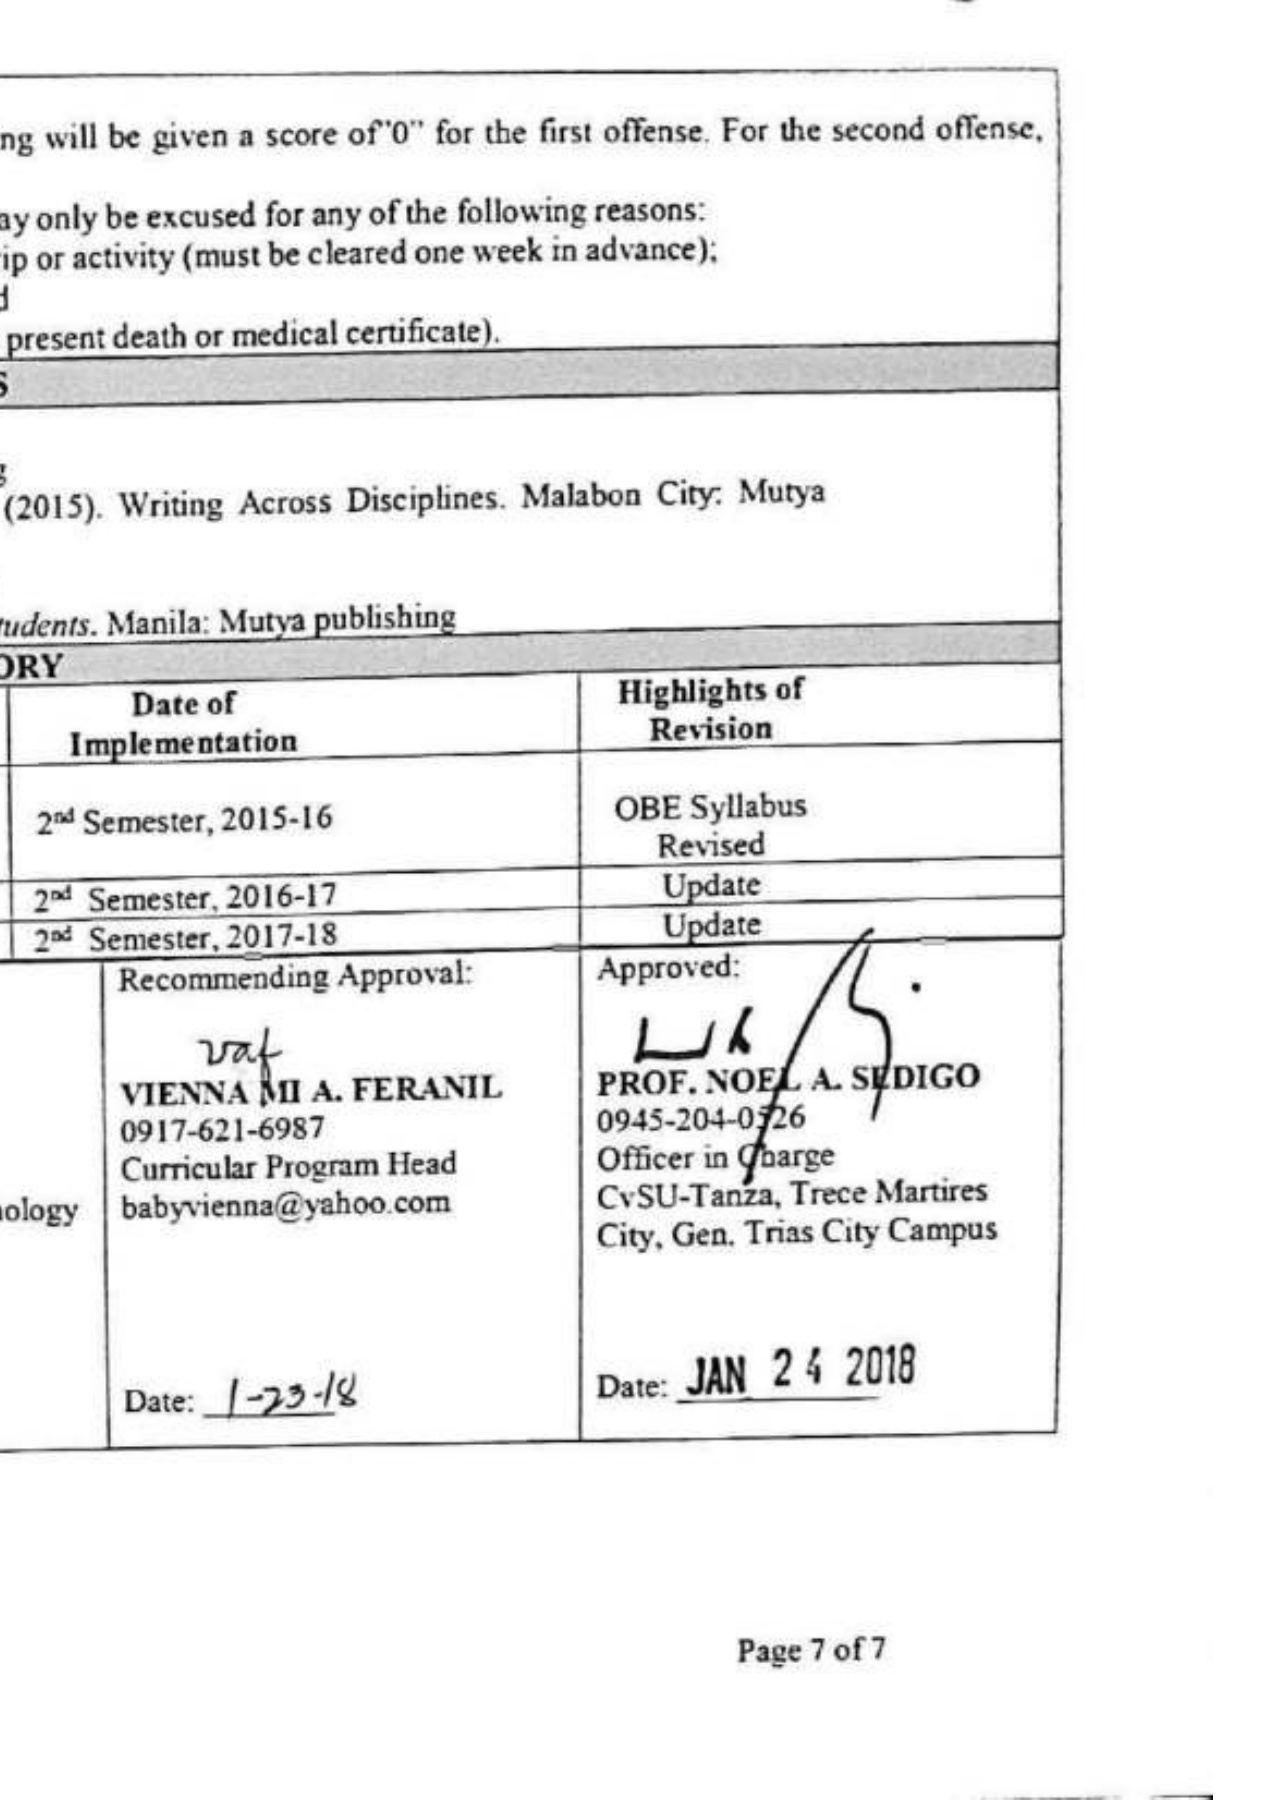 ng will be given a score of "0" for the first offense. For the second offense,
ay only be excused for any of the following reasons:
ip or activity (must be cleared one week in advance);
d
present death or medical certificate).
S
g
(2015). Writing Across Disciplines. Malabon City: Mutya
tudents. Manila: Mutya publishing
ORY
Date of
Implementation
Highlights of
Revision
2nd Semester, 2015-16
OBE Syllabus
Revised
2nd Semester, 2016-17
Update
2nd Semester, 2017-18
Update
nology
Recommending Approval:
vaf
VIENNA MI A. FERANIL
0917-621-6987
Curricular Program Head
babyvienna@yahoo.com
Date: 1-23-18
Approved:
PROF. NOEL A. SEDIGO
0945-204-0526
Officer in Charge
CvSU-Tanza, Trece Martires
City, Gen. Trias City Campus
Date: JAN 24 2018
Page 7 of 7